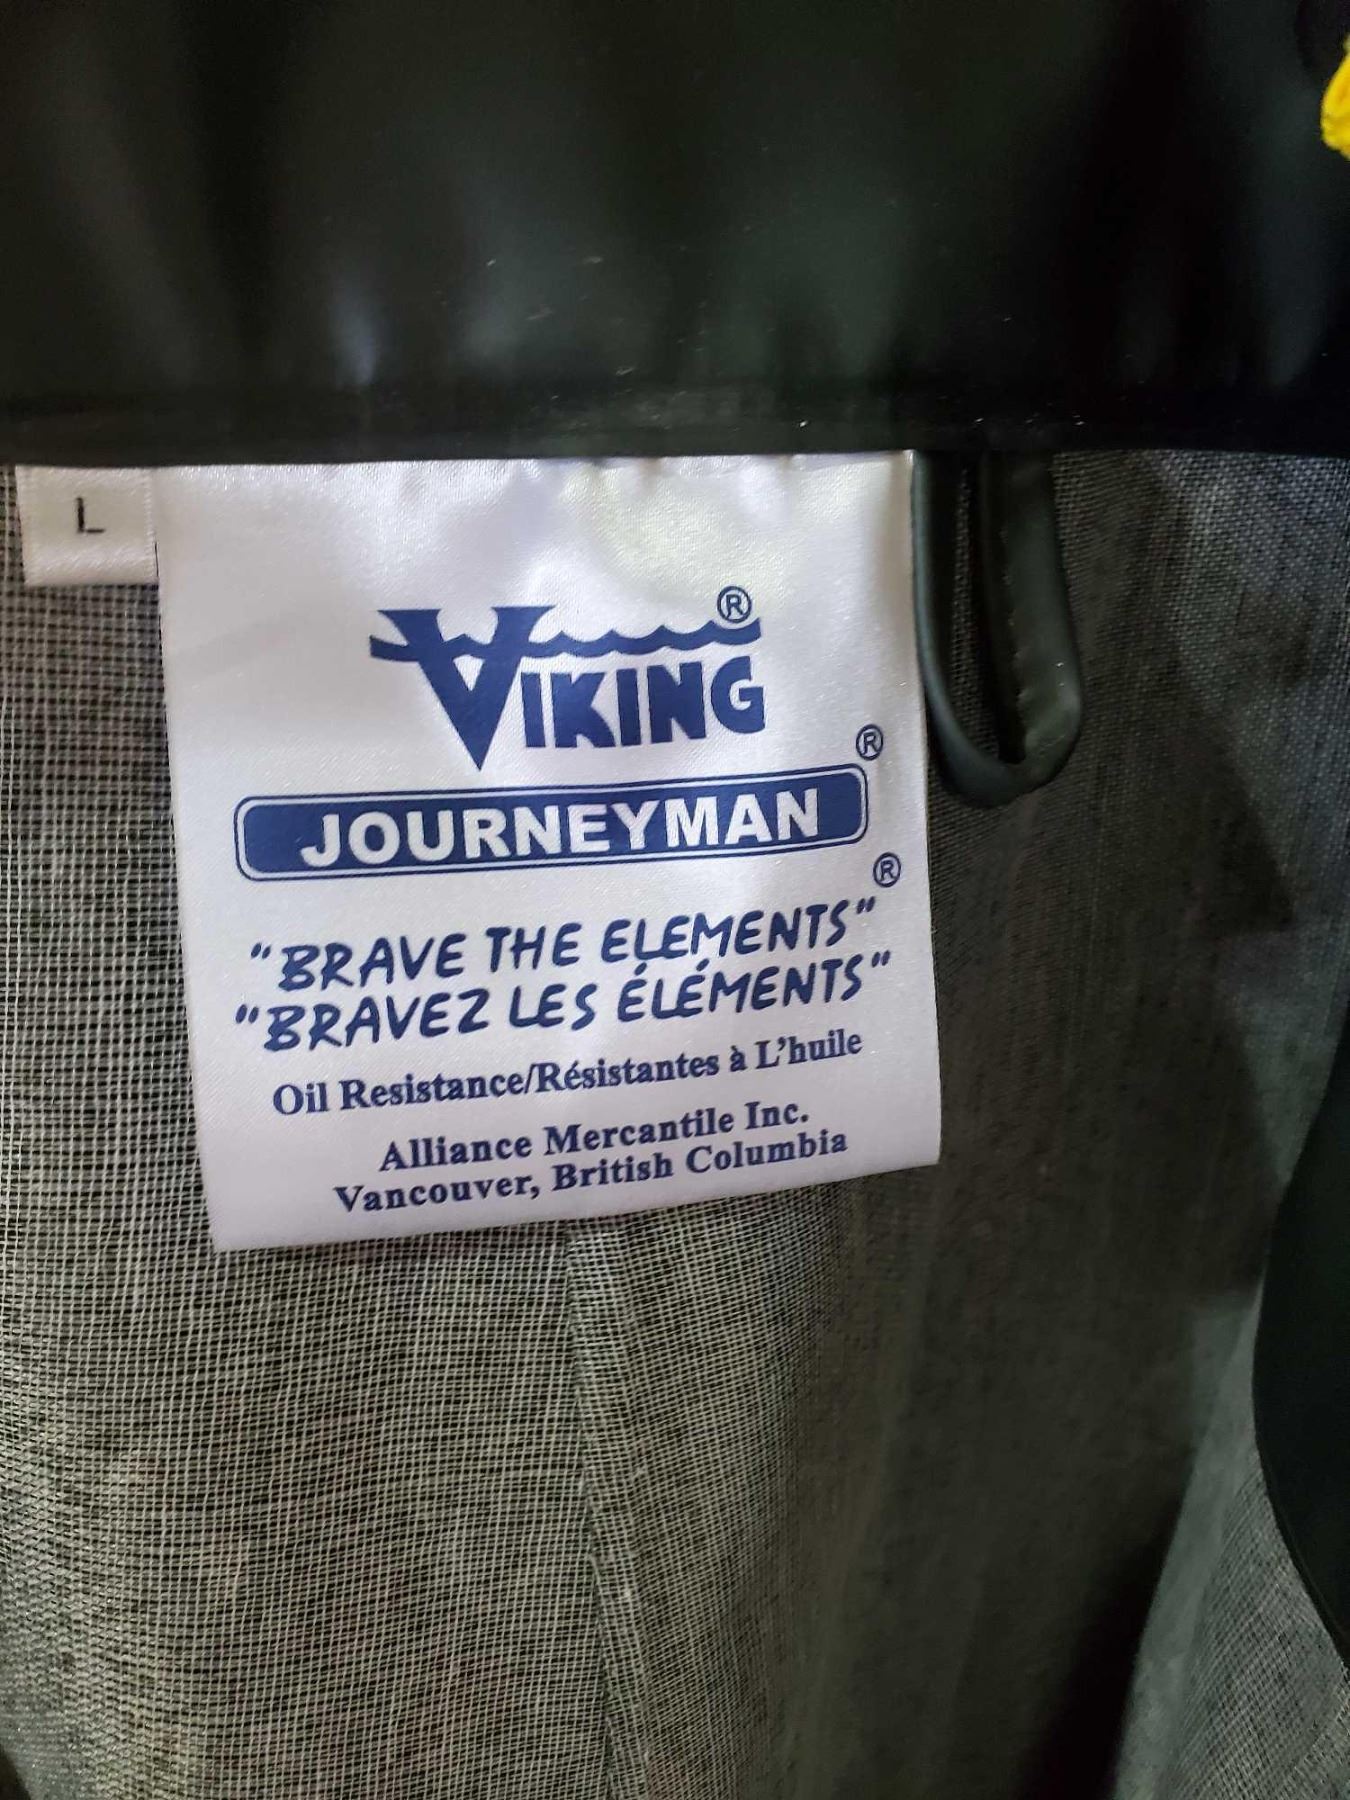 L
VIKING®
JOURNEYMAN®
"BRAVE THE ELEMENTS"®
"BRAVEZ LES ÉLÉMENTS"
Oil Resistance/Résistantes à L'huile
Alliance Mercantile Inc.
Vancouver, British Columbia